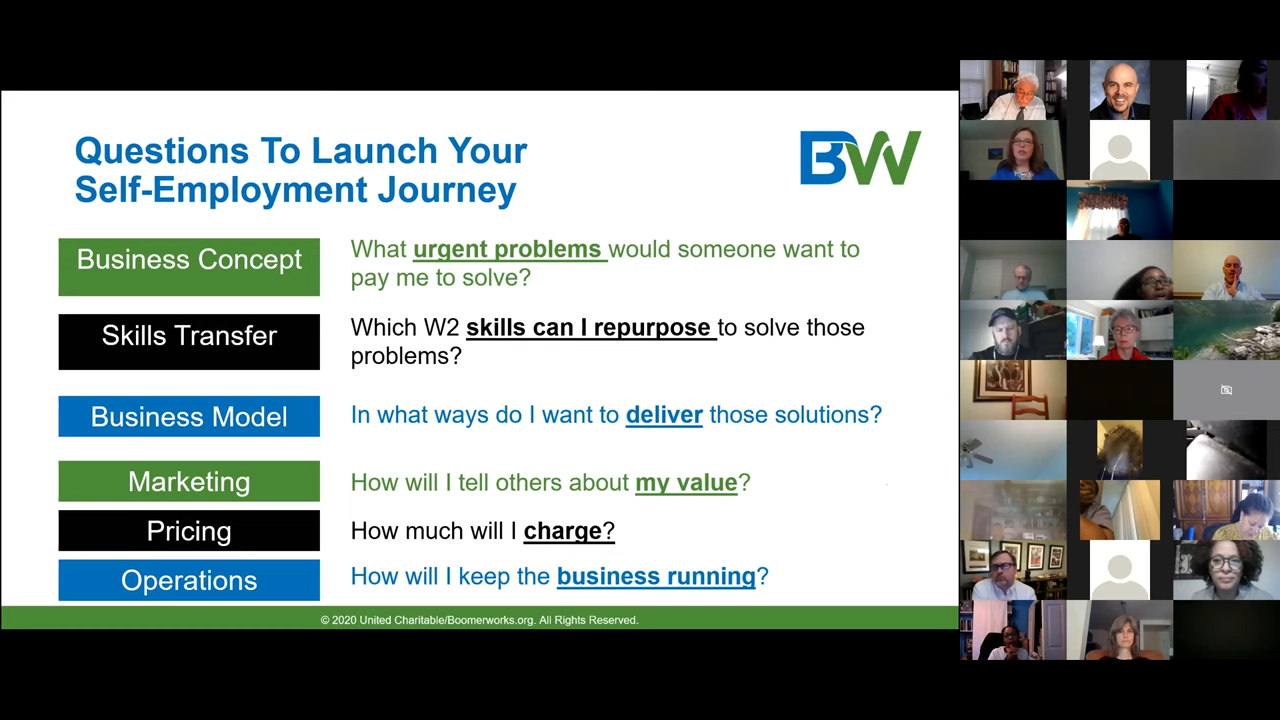 Questions To Launch Your
Self-Employment Journey
BW
Business Concept
What urgent problems would someone want to
pay me to solve?
Skills Transfer
Which W2 skills can I repurpose to solve those
problems?
Business Model
In what ways do I want to deliver those solutions?
Marketing
How will I tell others about my value?
Pricing
How much will I charge?
Operations
How will I keep the business running?
© 2020 United Charitable/Boomerworks.org. All Rights Reserved.